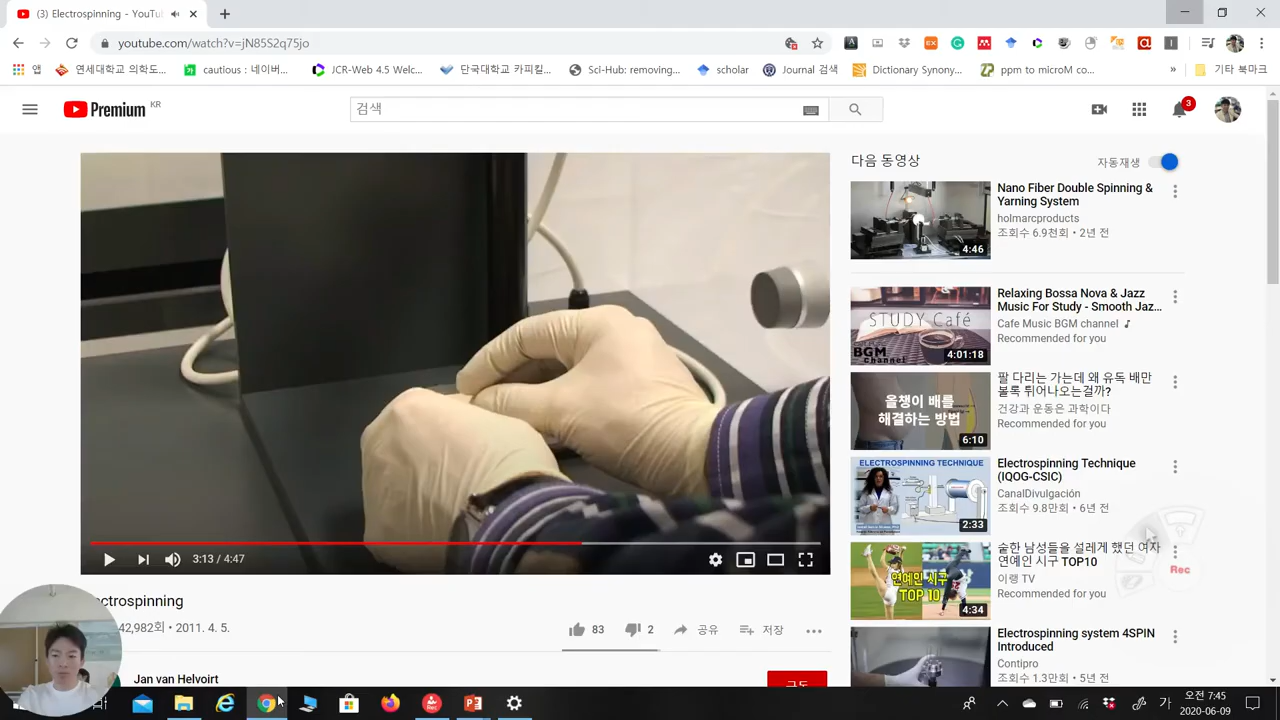 (3) Electrospinning - YouTu
youtube.com/watch?v=jN85S2q75jo
앱
연세대학교 의학도...
cautious : 네이버...
JCR-Web 4.5 Welc...
단국대학교 카피킬...
Sci-Hub: removing...
scholar
Journal 검색
Dictionary Synony...
ppm to microM co...
»
기타 북마크
Premium KR
검색
3
다음 동영상
자동재생
Nano Fiber Double Spinning &
Yarning System
holmarcproducts
조회수 6.9천회 • 2년 전
4:46
Relaxing Bossa Nova & Jazz
Music For Study - Smooth Jaz...
Cafe Music BGM channel ♪
Recommended for you
STUDY Café
BGM
channel
4:01:18
팔 다리는 가는데 왜 유독 배만
볼록 튀어나오는걸까?
건강과 운동은 과학이다
Recommended for you
올챙이 배를
해결하는 방법
6:10
Electrospinning Technique
(IQOG-CSIC)
CanalDivulgación
조회수 9.8만회 • 6년 전
ELECTROSPINNING TECHNIQUE
2:33
숱한 남성들을 설레게 했던 여자
연예인 시구 TOP10
이랭 TV
Recommended for you
연예인 시구
TOP 10
4:34
Electrospinning system 4SPIN
Introduced
Contipro
조회수 1.3만회 • 5년 전
Rec
3:13 / 4:47
ctrospinning
42,982회 • 2011. 4. 5.
83
2
공유
저장
Jan van Helvoirt
구독
가
오전 7:45
2020-06-09